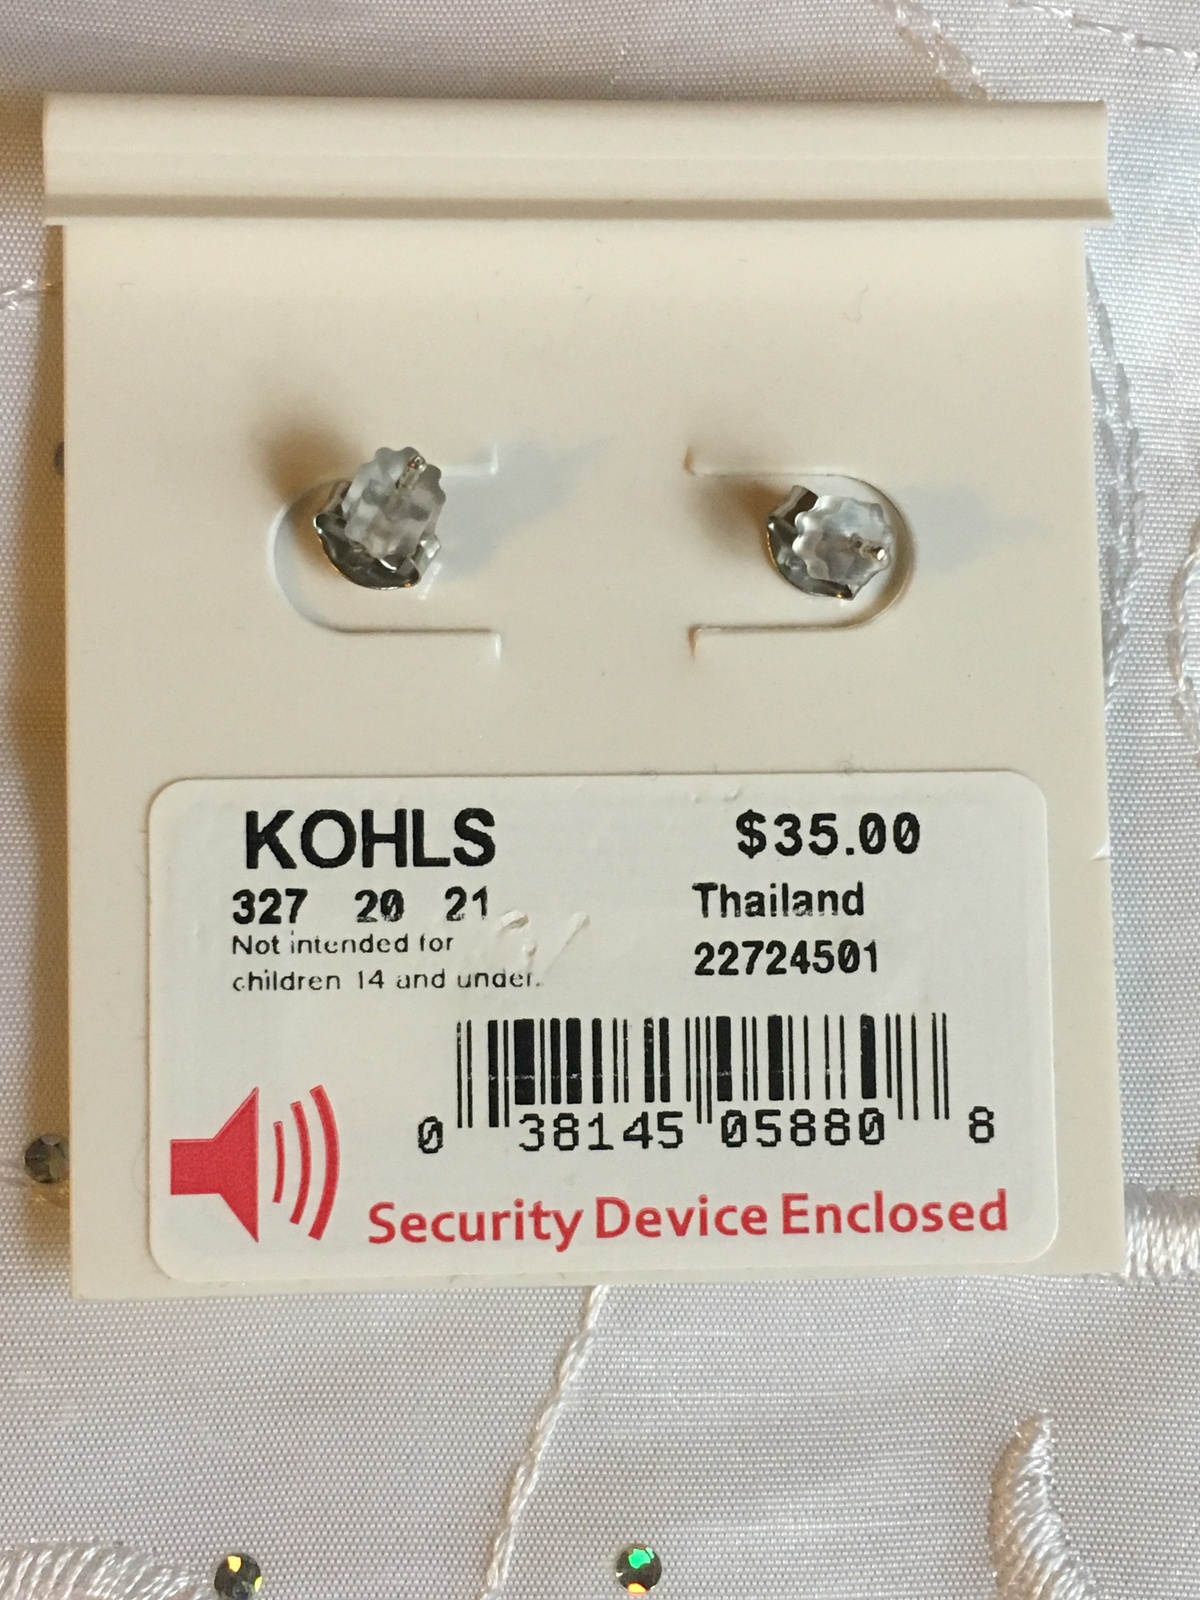 KOHLS $35.00
327 20 21 Thailand
Not intended for
children 14 and under. 22724501
0 38145 05880 8
Security Device Enclosed